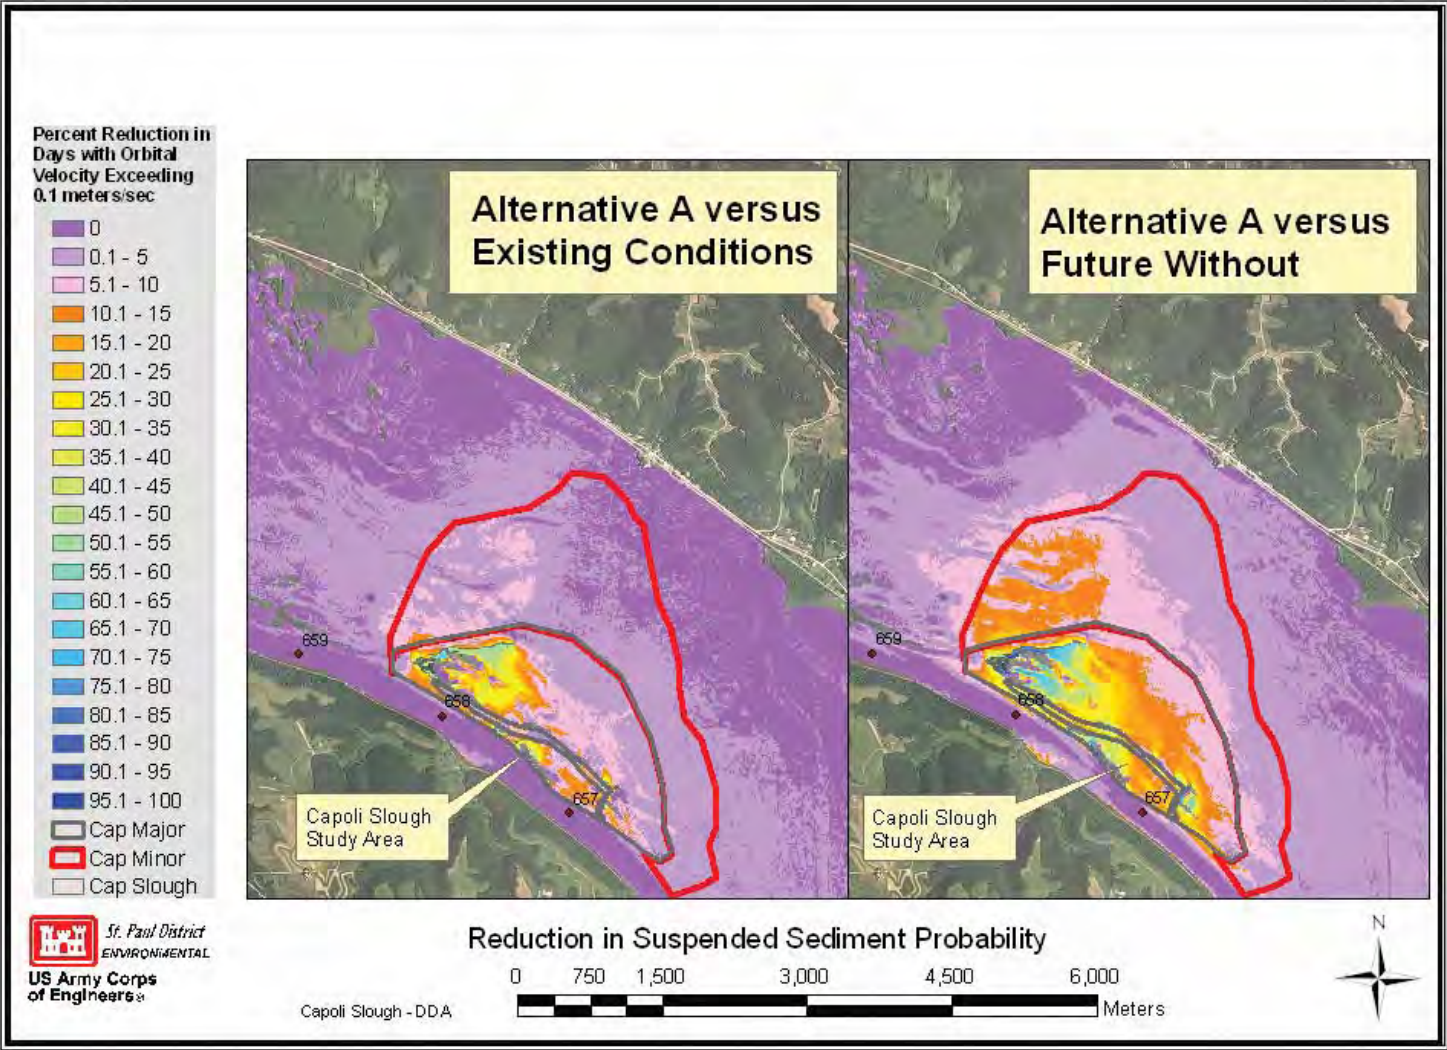 Percent Reduction in
Days with Orbital
Velocity Exceeding
0.1 meters/sec
0
0.1 - 5
5.1 - 10
10.1 - 15
15.1 - 20
20.1 - 25
25.1 - 30
30.1 - 35
35.1 - 40
40.1 - 45
45.1 - 50
50.1 - 55
55.1 - 60
60.1 - 65
65.1 - 70
70.1 - 75
75.1 - 80
80.1 - 85
85.1 - 90
90.1 - 95
95.1 - 100
Cap Major
Cap Minor
Cap Slough
Alternative A versus
Existing Conditions
659
658
657
Capoli Slough
Study Area
Alternative A versus
Future Without
659
658
657
Capoli Slough
Study Area
St. Paul District
ENVIRONMENTAL
US Army Corps
of Engineers®
Reduction in Suspended Sediment Probability
0 750 1,500 3,000 4,500 6,000
Meters
Capoli Slough - DDA
N